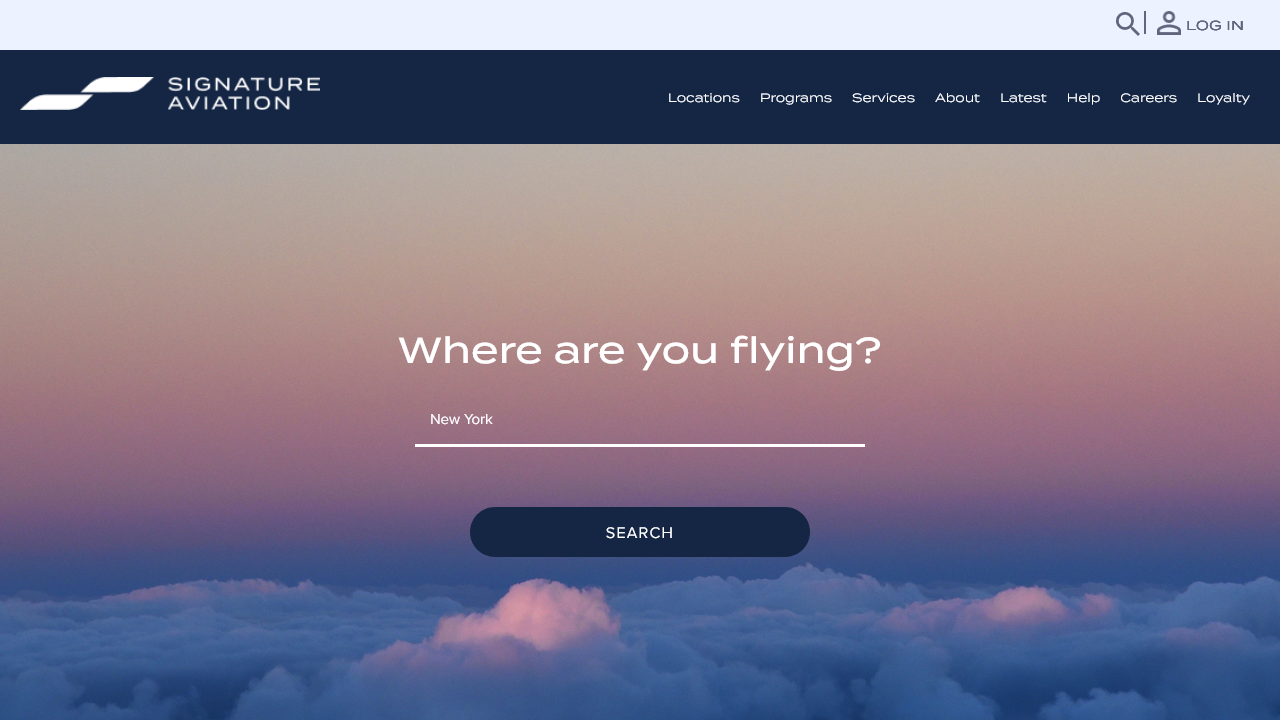 LOG IN
SIGNATURE
AVIATION
Locations Programs Services About Latest Help Careers Loyalty
Where are you flying?
New York
SEARCH